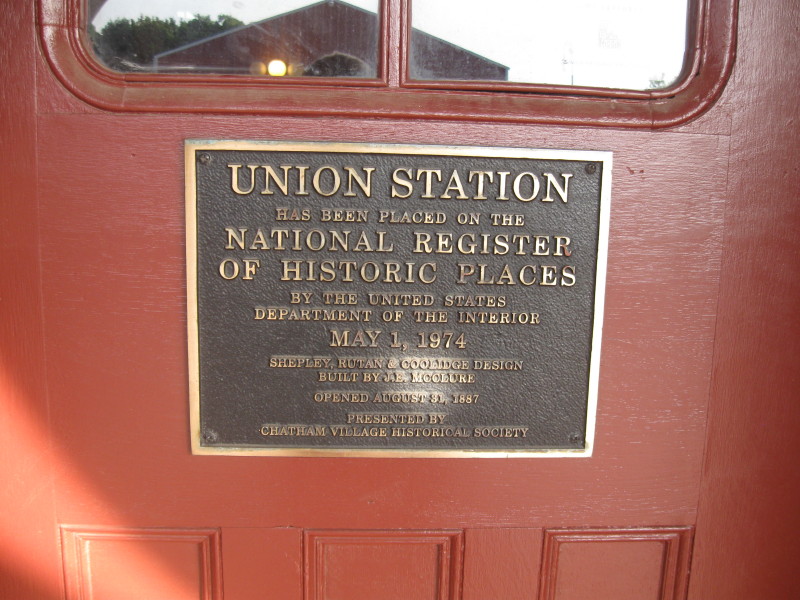 UNION STATION
HAS BEEN PLACED ON THE
NATIONAL REGISTER
OF HISTORIC PLACES
BY THE UNITED STATES
DEPARTMENT OF THE INTERIOR
MAY 1, 1974
SHEPLEY, RUTAN & COOLIDGE DESIGN
BUILT BY J.L. MCCLURE
OPENED AUGUST 31, 1887
PRESENTED BY
CHATHAM VILLAGE HISTORICAL SOCIETY